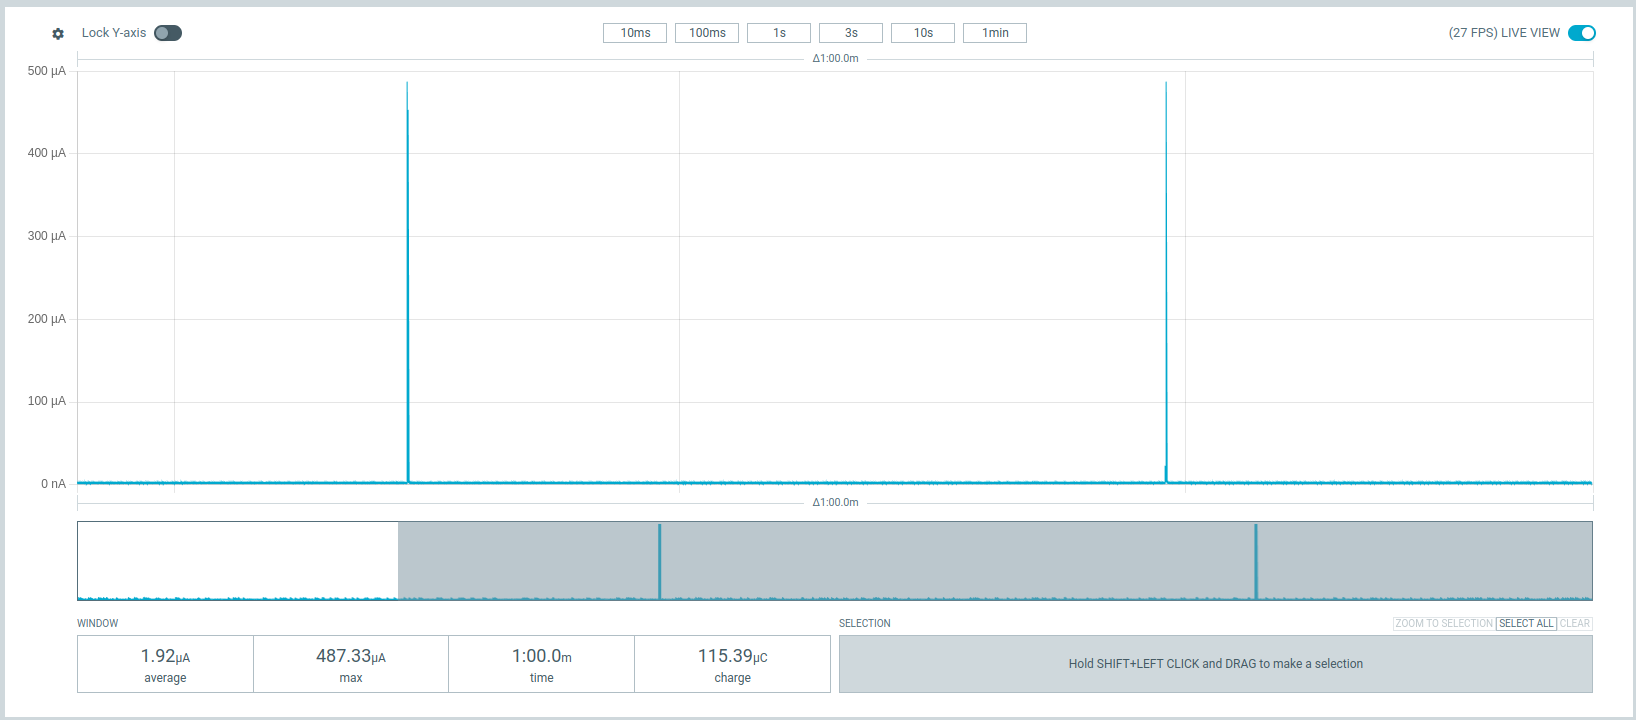 Lock Y-axis 10ms 100ms 1s 3s 10s 1min (27 FPS) LIVE VIEW
Δ1:00.0m
500 µA
400 µA
300 µA
200 µA
100 µA
0 nA
Δ1:00.0m
WINDOW
1.92µA 487.33µA 1:00.0m 115.39µC
average max time charge
SELECTION ZOOM TO SELECTION SELECT ALL CLEAR
Hold SHIFT+LEFT CLICK and DRAG to make a selection